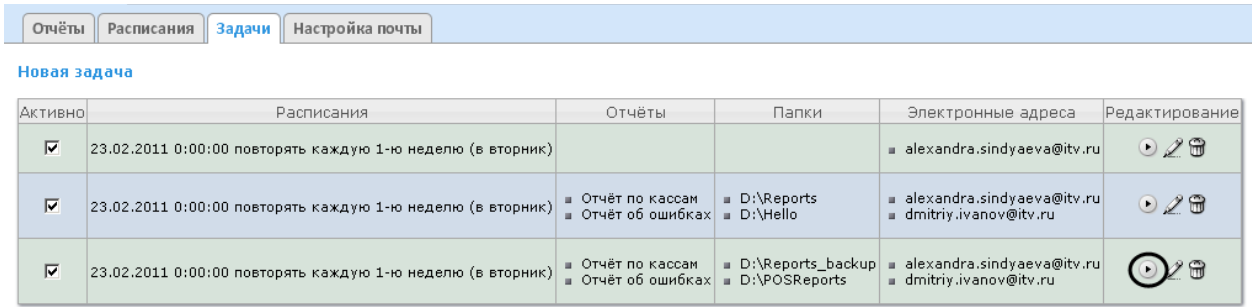 Отчёты Расписания Задачи Настройка почты
Новая задача
Активно Расписания Отчёты Папки Электронные адреса Редактирование
23.02.2011 0:00:00 повторять каждую 1-ю неделю (в вторник) alexandra.sindyaeva@itv.ru
23.02.2011 0:00:00 повторять каждую 1-ю неделю (в вторник) Отчёт по кассам D:\Reports alexandra.sindyaeva@itv.ru
Отчёт об ошибках D:\Hello dmitriy.ivanov@itv.ru
23.02.2011 0:00:00 повторять каждую 1-ю неделю (в вторник) Отчёт по кассам D:\Reports_backup alexandra.sindyaeva@itv.ru
Отчёт об ошибках D:\POSReports dmitriy.ivanov@itv.ru